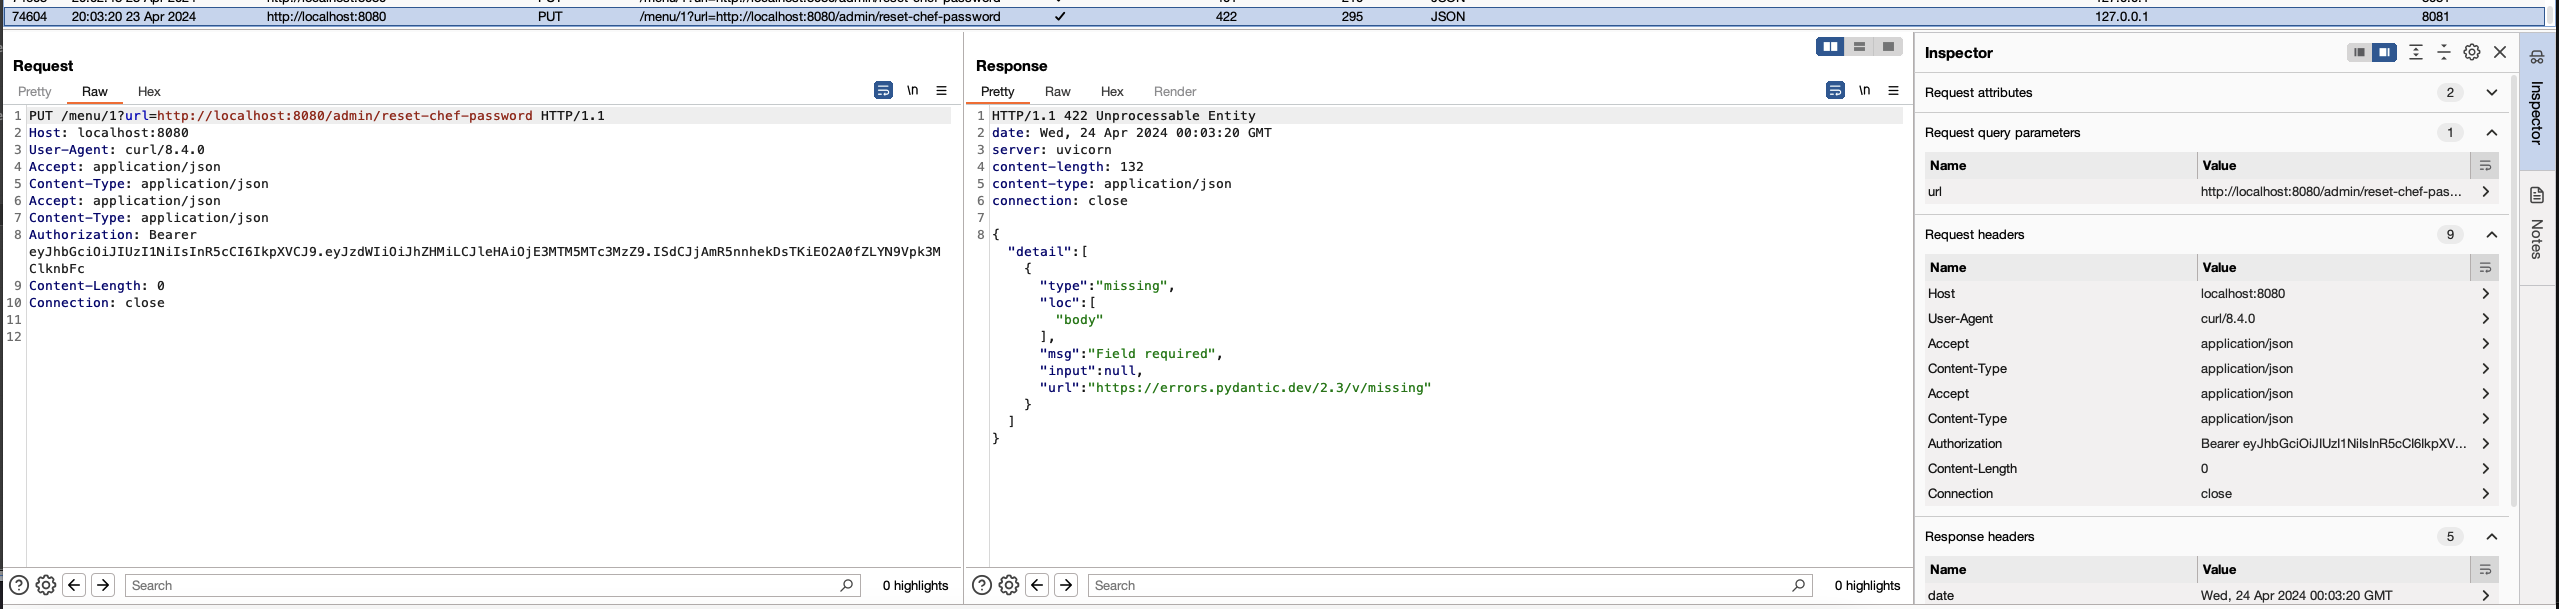 74604 20:03:20 23 Apr 2024 http://localhost:8080 PUT /menu/1?url=http://localhost:8080/admin/reset-chef-password ✓ 422 295 JSON 127.0.0.1 8081
Request
Pretty Raw Hex \n
1 PUT /menu/1?url=http://localhost:8080/admin/reset-chef-password HTTP/1.1
2 Host: localhost:8080
3 User-Agent: curl/8.4.0
4 Accept: application/json
5 Content-Type: application/json
6 Accept: application/json
7 Content-Type: application/json
8 Authorization: Bearer
eyJhbGciOiJIUzI1NiIsInR5cCI6IkpXVCJ9.eyJzdWIiOiJhZHMiLCJleHAiOjE3MTM5MTc3MzZ9.ISdCJjAmR5nnhekDsTKiEO2A0fZLYN9Vpk3M
ClknbFc
9 Content-Length: 0
10 Connection: close
11
12
Search 0 highlights
Response
Pretty Raw Hex Render \n
1 HTTP/1.1 422 Unprocessable Entity
2 date: Wed, 24 Apr 2024 00:03:20 GMT
3 server: uvicorn
4 content-length: 132
5 content-type: application/json
6 connection: close
7
8 {
"detail":[
{
"type":"missing",
"loc":[
"body"
],
"msg":"Field required",
"input":null,
"url":"https://errors.pydantic.dev/2.3/v/missing"
}
]
}
Search 0 highlights
Inspector
Request attributes 2
Request query parameters 1
Name Value
url http://localhost:8080/admin/reset-chef-pas...
Request headers 9
Name Value
Host localhost:8080
User-Agent curl/8.4.0
Accept application/json
Content-Type application/json
Accept application/json
Content-Type application/json
Authorization Bearer eyJhbGciOiJIUzI1NiIsInR5cCI6IkpXV...
Content-Length 0
Connection close
Response headers 5
Name Value
date Wed, 24 Apr 2024 00:03:20 GMT
Inspector
Notes